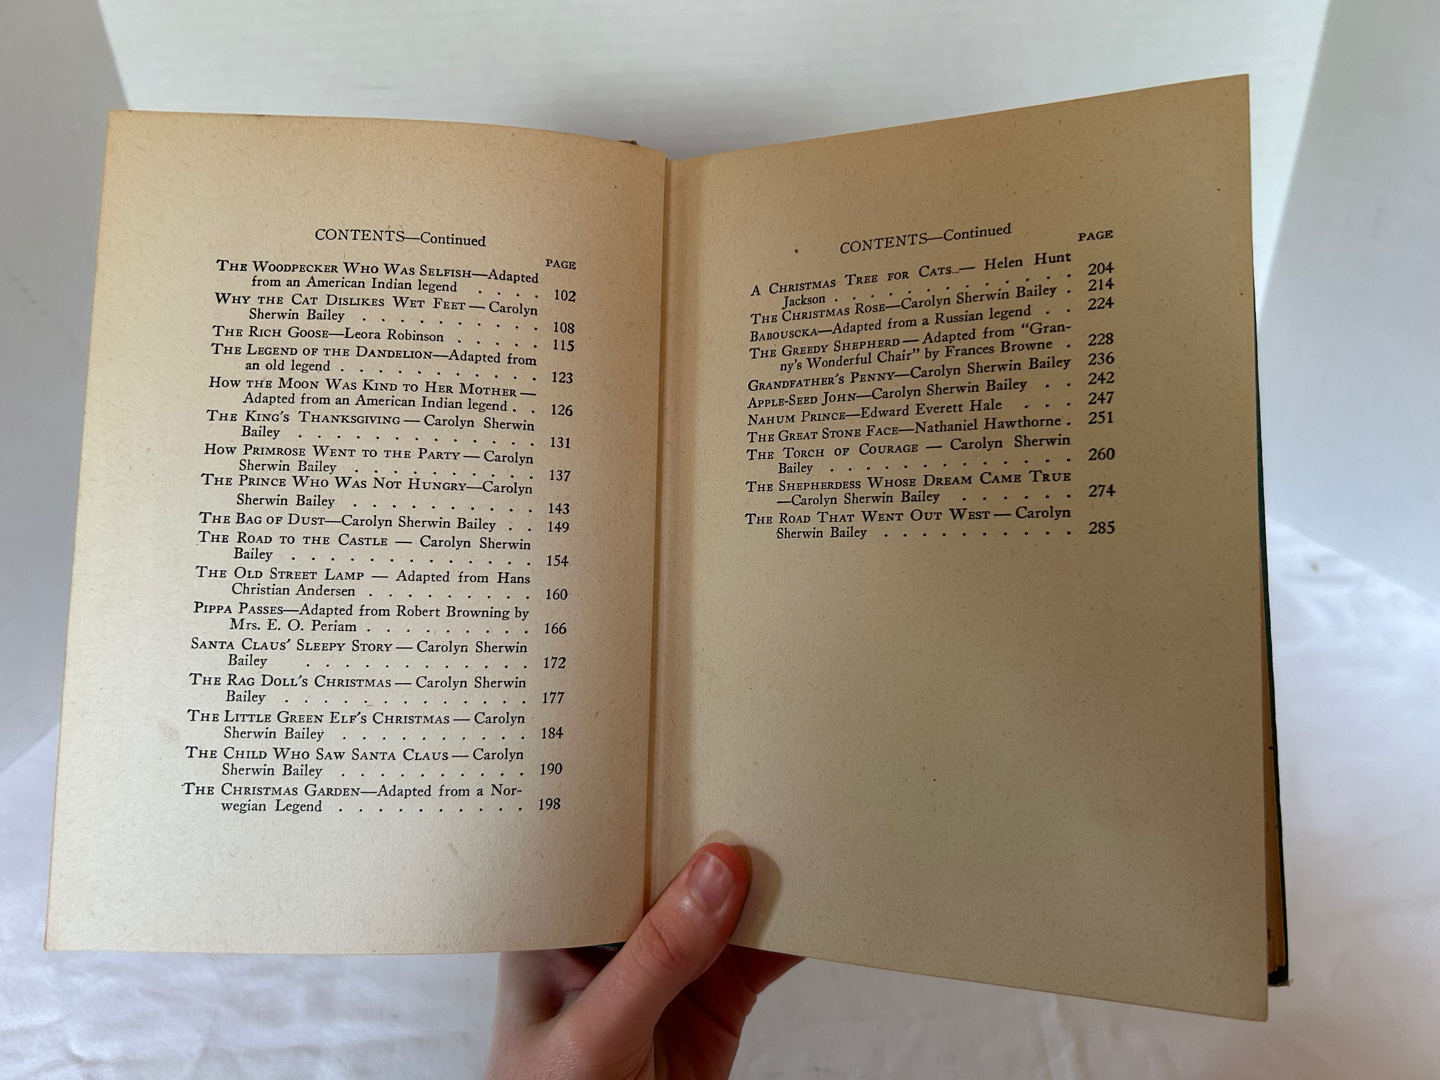 CONTENTS—Continued
PAGE
THE WOODPECKER WHO WAS SELFISH—Adapted
from an American Indian legend . . . . 102
WHY THE CAT DISLIKES WET FEET — Carolyn
Sherwin Bailey . . . . . . . . . . 108
THE RICH GOOSE—Leora Robinson . . . . . 115
THE LEGEND OF THE DANDELION—Adapted from
an old legend . . . . . . . . . . . 123
HOW THE MOON WAS KIND TO HER MOTHER —
Adapted from an American Indian legend . . 126
THE KING'S THANKSGIVING — Carolyn Sherwin
Bailey . . . . . . . . . . . . . 131
HOW PRIMROSE WENT TO THE PARTY — Carolyn
Sherwin Bailey . . . . . . . . . . 137
THE PRINCE WHO WAS NOT HUNGRY—Carolyn
Sherwin Bailey . . . . . . . . . . 143
THE BAG OF DUST—Carolyn Sherwin Bailey . . 149
THE ROAD TO THE CASTLE — Carolyn Sherwin
Bailey . . . . . . . . . . . . . 154
THE OLD STREET LAMP — Adapted from Hans
Christian Andersen . . . . . . . . . 160
PIPPA PASSES—Adapted from Robert Browning by
Mrs. E. O. Periam . . . . . . . . . 166
SANTA CLAUS' SLEEPY STORY — Carolyn Sherwin
Bailey . . . . . . . . . . . . 172
THE RAG DOLL'S CHRISTMAS — Carolyn Sherwin
Bailey . . . . . . . . . . . . . 177
THE LITTLE GREEN ELF'S CHRISTMAS — Carolyn
Sherwin Bailey . . . . . . . . . . 184
THE CHILD WHO SAW SANTA CLAUS — Carolyn
Sherwin Bailey . . . . . . . . . . 190
THE CHRISTMAS GARDEN—Adapted from a Nor-
wegian Legend . . . . . . . . . . 198
CONTENTS—Continued
PAGE
A CHRISTMAS TREE FOR CATS — Helen Hunt
Jackson . . . . . . . . . . . . 204
THE CHRISTMAS ROSE—Carolyn Sherwin Bailey . 214
BABOUSCKA—Adapted from a Russian legend . . 224
THE GREEDY SHEPHERD — Adapted from "Gran-
ny's Wonderful Chair" by Frances Browne . 228
GRANDFATHER'S PENNY—Carolyn Sherwin Bailey 236
APPLE-SEED JOHN—Carolyn Sherwin Bailey . . 242
NAHUM PRINCE—Edward Everett Hale . . . 247
THE GREAT STONE FACE—Nathaniel Hawthorne . 251
THE TORCH OF COURAGE — Carolyn Sherwin
Bailey . . . . . . . . . . . . . 260
THE SHEPHERDESS WHOSE DREAM CAME TRUE
—Carolyn Sherwin Bailey . . . . . . 274
THE ROAD THAT WENT OUT WEST — Carolyn
Sherwin Bailey . . . . . . . . . . 285